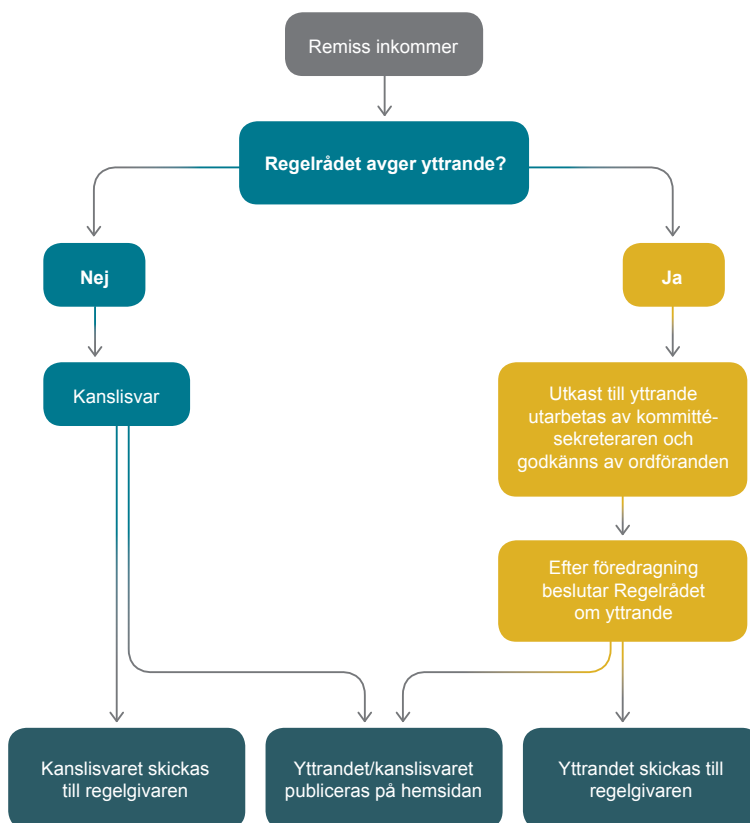 Remiss inkommer
Regelrådet avger yttrande?
Nej
Ja
Kanslisvar
Utkast till yttrande
utarbetas av kommitté-
sekreteraren och
godkänns av ordföranden
Efter föredragning
beslutar Regelrådet
om yttrande
Kanslisvaret skickas
till regelgivaren
Yttrandet/kanslisvaret
publiceras på hemsidan
Yttrandet skickas till
regelgivaren